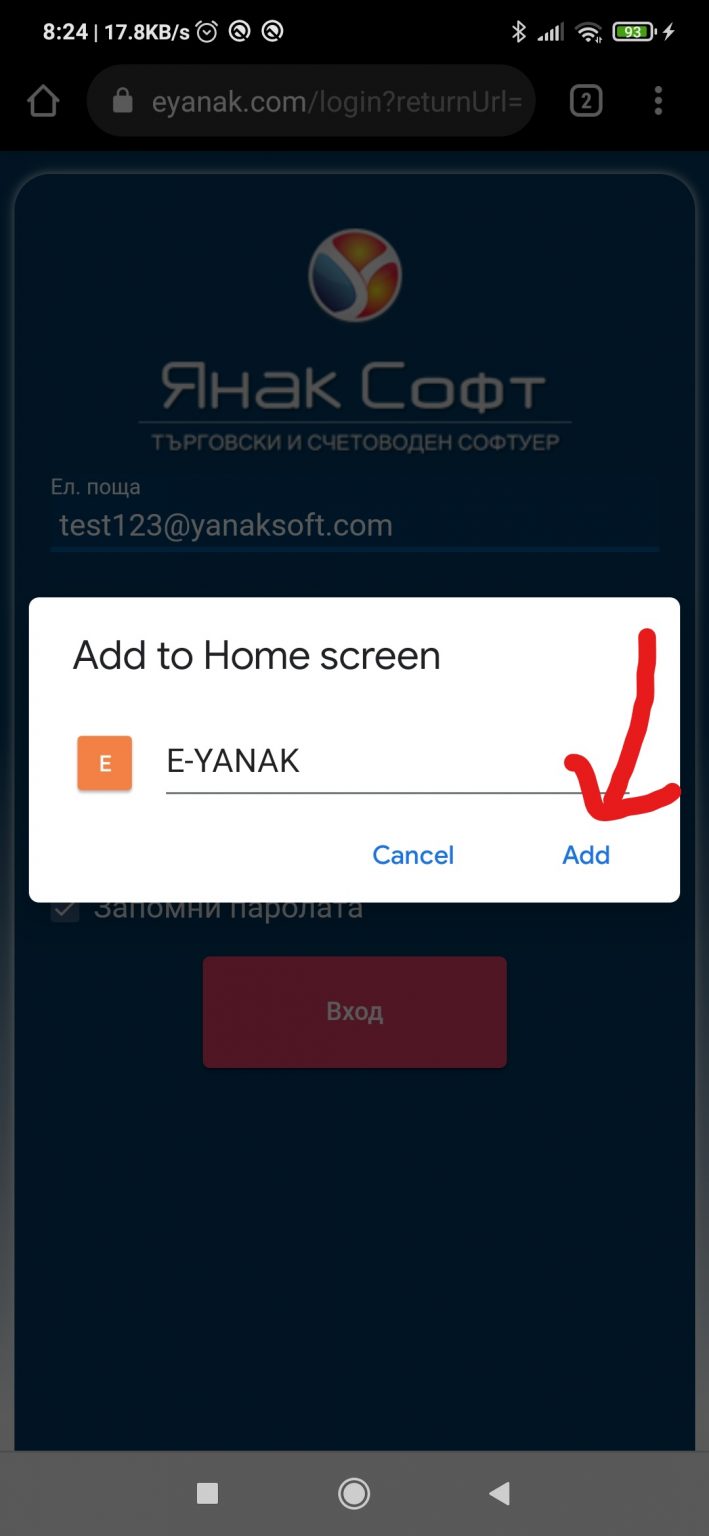 8:24 | 17.8KB/s
93
eyanak.com/login?returnUrl=
2
Янак Софт
ТЪРГОВСКИ И СЧЕТОВОДЕН СОФТУЕР
Ел. поща
test123@yanaksoft.com
Add to Home screen
E
E-YANAK
Cancel
Add
Запомни паролата
Вход